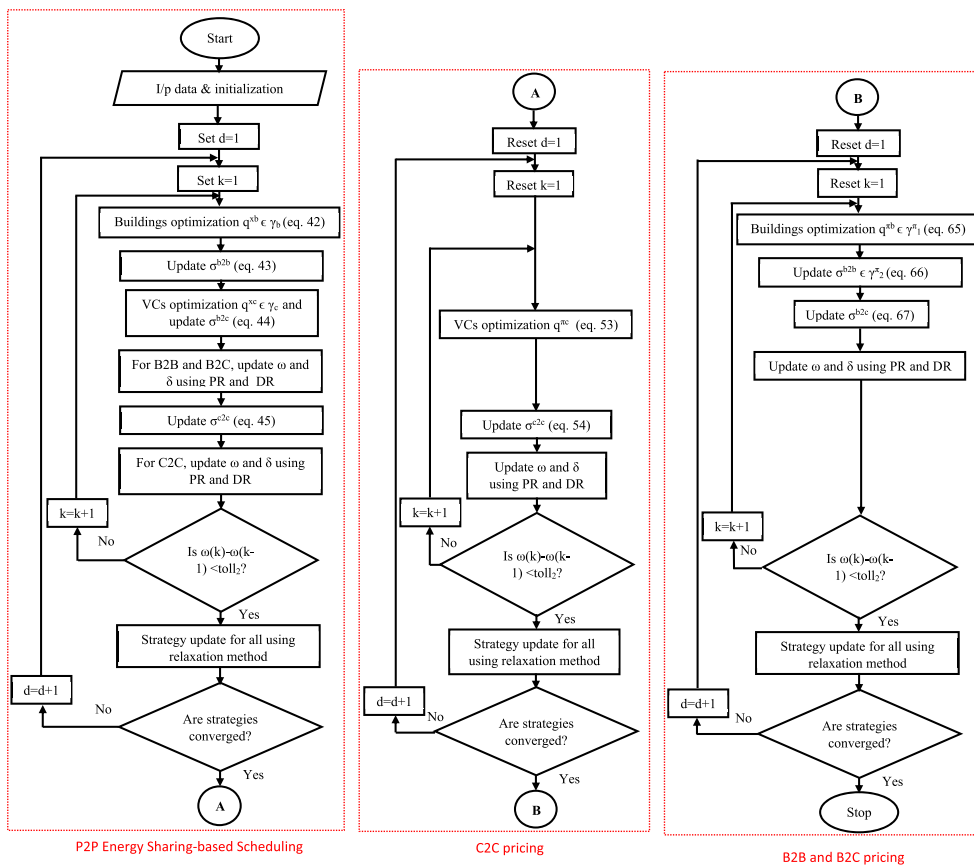 Start
I/p data & initialization
Set d=1
Set k=1
Buildings optimization q^xb ϵ γ_b (eq. 42)
Update σ^b2b (eq. 43)
VCs optimization q^xc ϵ γ_c and
update σ^b2c (eq. 44)
For B2B and B2C, update ω and
δ using PR and DR
Update σ^c2c (eq. 45)
For C2C, update ω and δ using
PR and DR
k=k+1
No
Is ω(k)-ω(k-
1) <toll₂?
Yes
Strategy update for all using
relaxation method
d=d+1
No
Are strategies
converged?
Yes
A
P2P Energy Sharing-based Scheduling
A
Reset d=1
Reset k=1
VCs optimization q^πc (eq. 53)
Update σ^c2c (eq. 54)
Update ω and δ
using PR and DR
k=k+1
No
Is ω(k)-ω(k-
1) <toll₂?
Yes
Strategy update for all
using relaxation method
d=d+1
No
Are strategies
converged?
Yes
B
C2C pricing
B
Reset d=1
Reset k=1
Buildings optimization q^πb ϵ γ^π₁ (eq. 65)
Update σ^b2b ϵ γ^π₂ (eq. 66)
Update σ^b2c (eq. 67)
Update ω and δ using PR and DR
k=k+1
No
Is ω(k)-ω(k-
1) <toll₂?
Yes
Strategy update for all using
relaxation method
d=d+1
No
Are strategies
converged?
Yes
Stop
B2B and B2C pricing